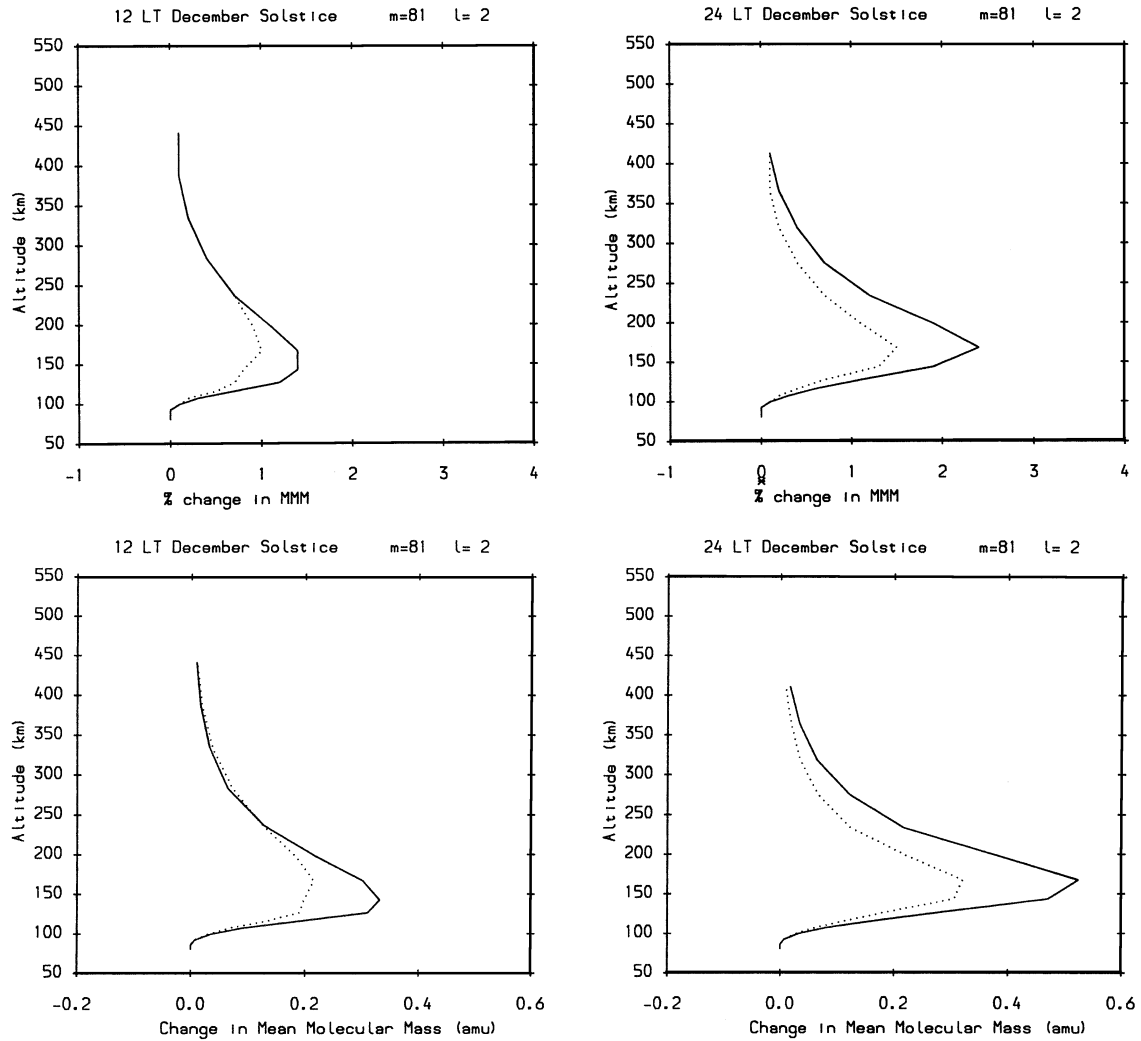 12 LT December Solstice m=81 l= 2
550
500
450
400
350
300
250
200
150
100
50
Altitude (km)
-1 0 1 2 3 4
% change in MMM
24 LT December Solstice m=81 l= 2
550
500
450
400
350
300
250
200
150
100
50
Altitude (km)
-1 0 1 2 3 4
% change in MMM
12 LT December Solstice m=81 l= 2
550
500
450
400
350
300
250
200
150
100
50
Altitude (km)
-0.2 0.0 0.2 0.4 0.6
Change in Mean Molecular Mass (amu)
24 LT December Solstice m=81 l= 2
550
500
450
400
350
300
250
200
150
100
50
Altitude (km)
-0.2 0.0 0.2 0.4 0.6
Change in Mean Molecular Mass (amu)